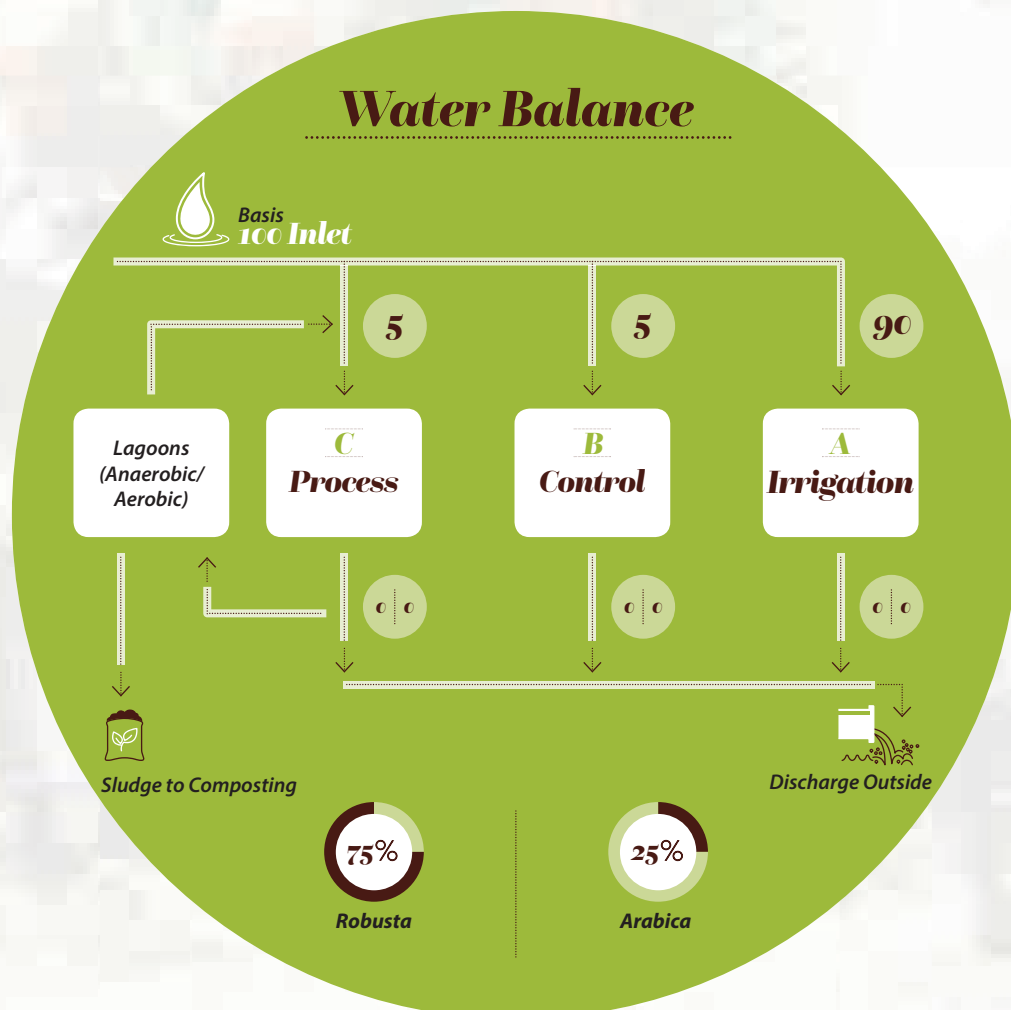 Water Balance
Basis
100 Inlet
5
5
90
Lagoons
(Anaerobic/
Aerobic)
C
Process
B
Control
A
Irrigation
0 0
0 0
0 0
Sludge to Composting
Discharge Outside
75%
Robusta
25%
Arabica